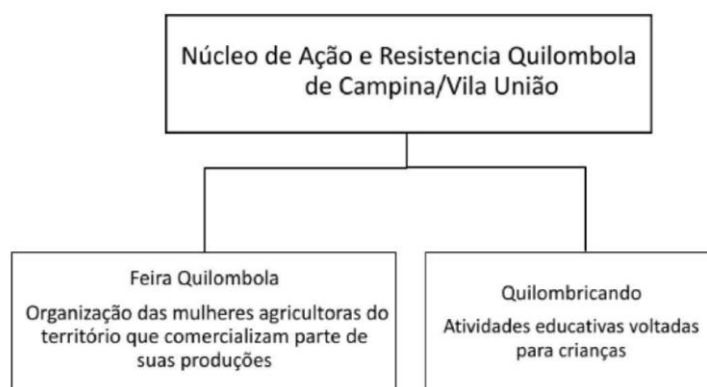 Núcleo de Ação e Resistencia Quilombola
de Campina/Vila União
Feira Quilombola
Organização das mulheres agricultoras do
território que comercializam parte de
suas produções
Quilombricando
Atividades educativas voltadas
para crianças